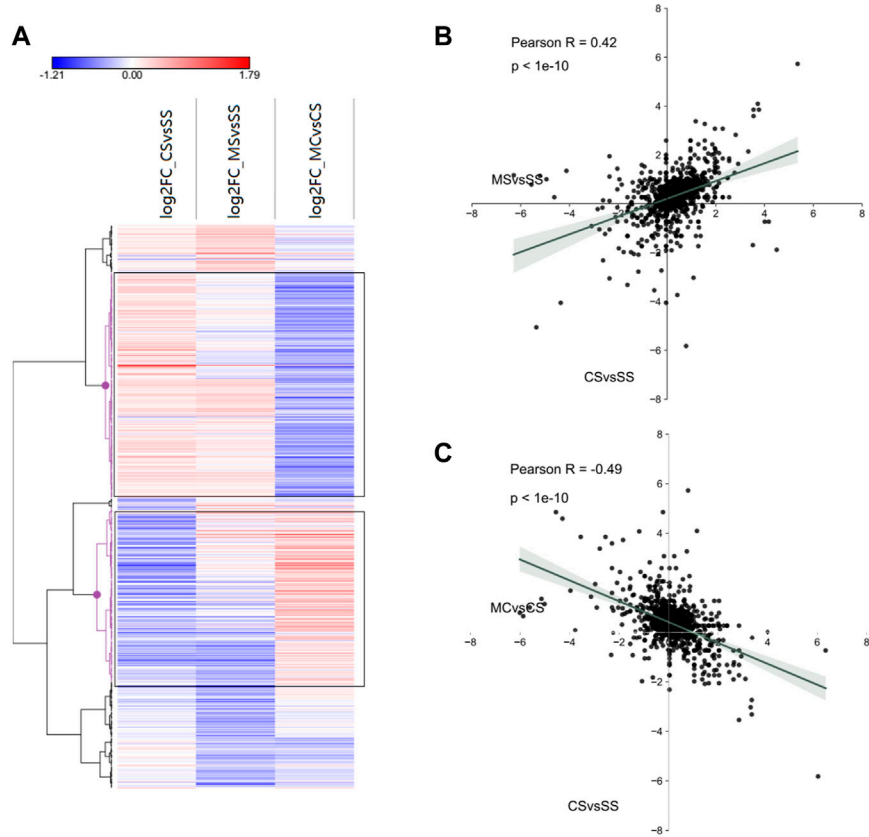 A
-1.21 0.00 1.79
log2FC_CSvsSS
log2FC_MSvsSS
log2FC_MCvsCS
B
Pearson R = 0.42
p < 1e-10
8
6
4
2
MSvsSS
−8 −6 −4 −2 0 2 4 6 8
−2
−4
−6
CSvsSS
−8
C
Pearson R = -0.49
p < 1e-10
8
6
4
2
MCvsCS
−8 −6 −4 −2 0 2 4 6 8
−2
−4
−6
CSvsSS
−8